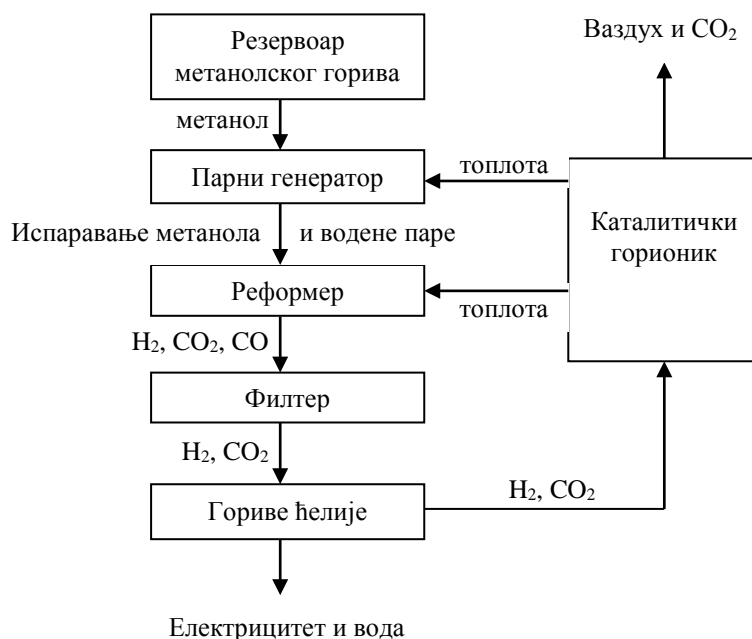 Резервоар
метанолског горива
Ваздух и CO₂
метанол
Парни генератор
топлота
Испаравање метанола и водене паре
Каталитички
горионик
Реформер
топлота
H₂, CO₂, CO
Филтер
H₂, CO₂
Гориве ћелије
H₂, CO₂
Електрицитет и вода